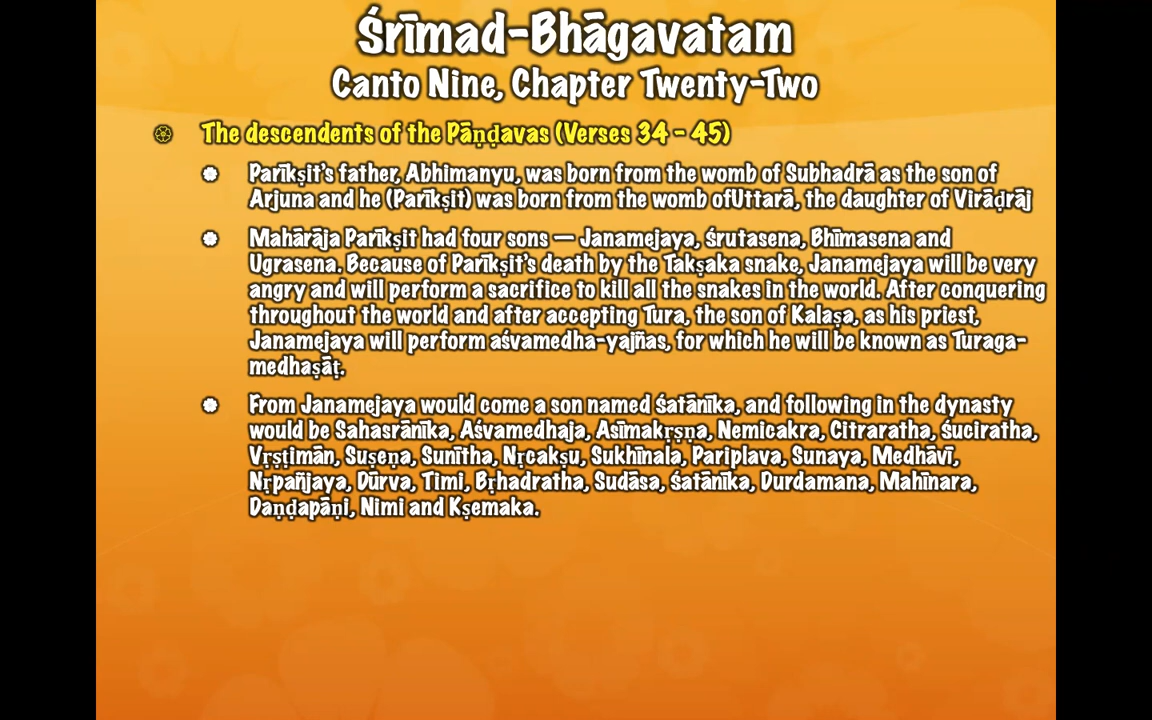 Śrīmad-Bhāgavatam
Canto Nine, Chapter Twenty-Two
The descendents of the Pāṇḍavas (Verses 34 - 45)
Parīkṣit's father, Abhimanyu, was born from the womb of Subhadrā as the son of
Arjuna and he (Parīkṣit) was born from the womb ofUttarā, the daughter of Virāḍrāj
Mahārāja Parīkṣit had four sons — Janamejaya, śrutasena, Bhīmasena and
Ugrasena. Because of Parīkṣit's death by the Takṣaka snake, Janamejaya will be very
angry and will perform a sacrifice to kill all the snakes in the world. After conquering
throughout the world and after accepting Tura, the son of Kalaṣa, as his priest,
Janamejaya will perform aśvamedha-yajñas, for which he will be known as Turaga-
medhaṣāṭ.
From Janamejaya would come a son named śatānīka, and following in the dynasty
would be Sahasrānīka, Aśvamedhaja, Asīmakṛṣṇa, Nemicakra, Citraratha, śuciratha,
Vṛṣṭimān, Suṣeṇa, Sunītha, Nṛcakṣu, Sukhīnala, Pariplava, Sunaya, Medhāvī,
Nṛpañjaya, Dūrva, Timi, Bṛhadratha, Sudāsa, śatānīka, Durdamana, Mahīnara,
Daṇḍapāṇi, Nimi and Kṣemaka.